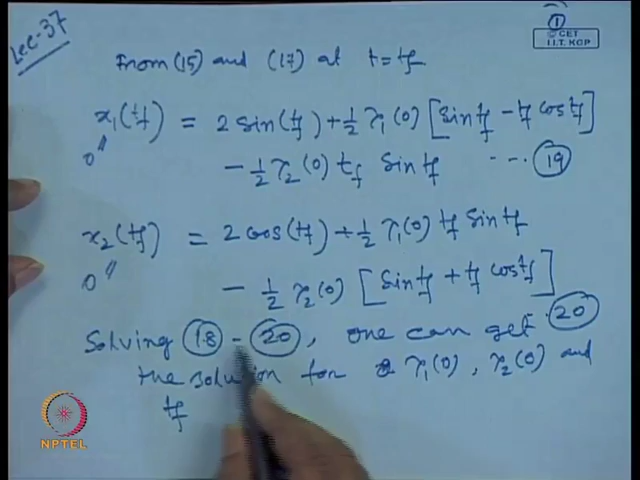 Lec-37
①
© CET
I.I.T. KGP
From (15) and (17) at t=tf
x₁(tf) = 2 sin(tf) + ½ λ₁(0) [sin tf - tf cos tf]
0"
- ½ λ₂(0) tf sin tf --- (19)
x₂(tf) = 2 cos(tf) + ½ λ₁(0) tf sin tf
0"
- ½ λ₂(0) [sin tf + tf cos tf]
(20)
Solving (18) - (20), one can get
the solution for λ₁(0), λ₂(0) and
tf
NPTEL